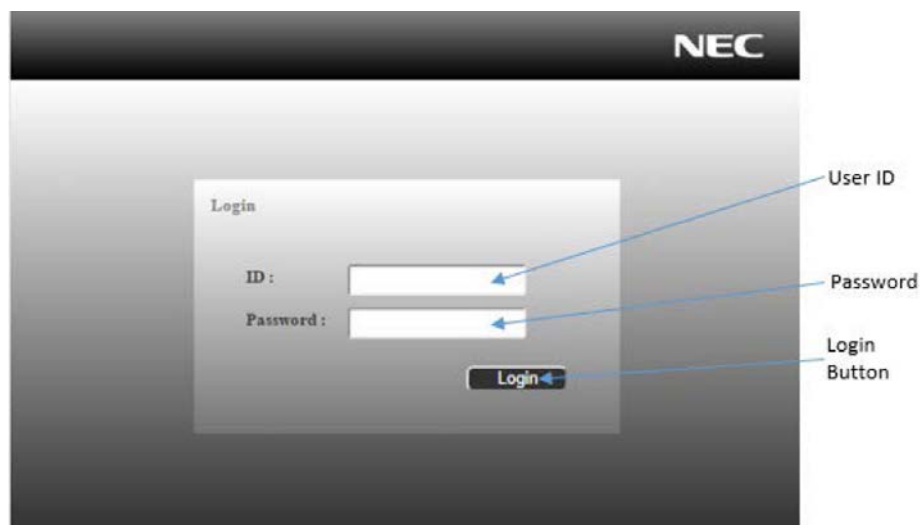 NEC
User ID
Login
ID :
Password
Password :
Login
Button
Login